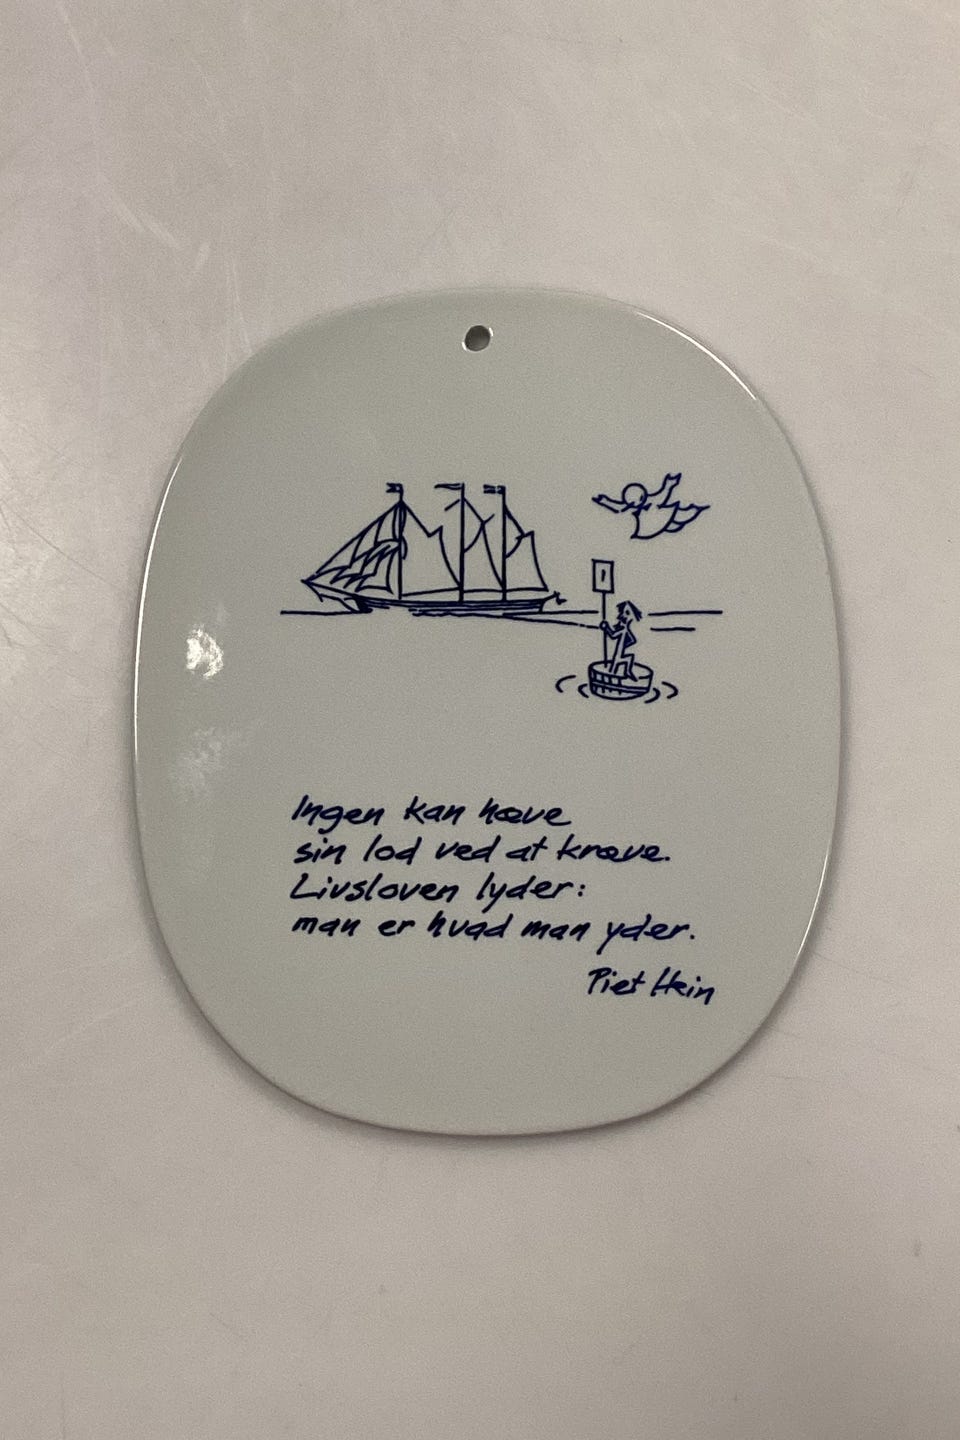 Ingen kan hæve
sin lod ved at kræve.
Livsloven lyder:
man er hvad man yder.
Piet Hein